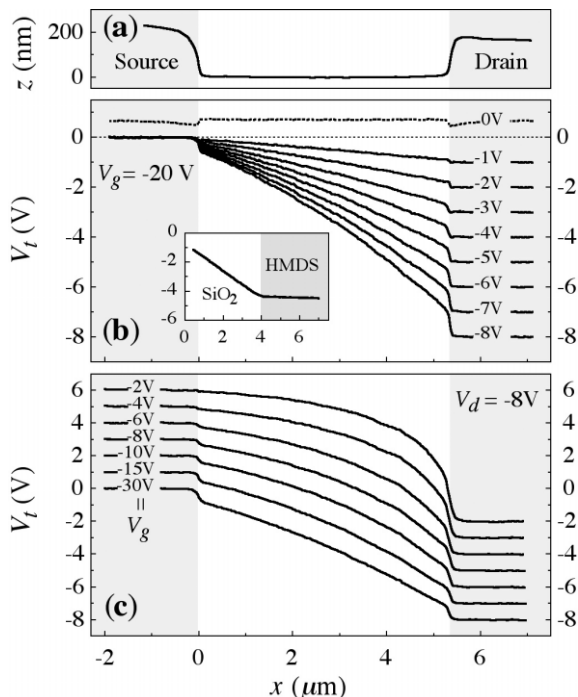 (a)
200
0
z (nm)
Source
Drain
0
-2
-4
-6
-8
V_t (V)
V_g = -20 V
0V
-1V
-2V
-3V
-4V
-5V
-6V
-7V
-8V
0
-2
-4
-6
-8
-2
-4
-6
SiO₂
HMDS
0 2 4 6
(b)
6
4
2
0
-2
-4
-6
-8
V_t (V)
-2V
-4V
-6V
-8V
-10V
-15V
-30V
=
V_g
V_d = -8V
6
4
2
0
-2
-4
-6
-8
(c)
-2 0 2 4 6
x (μm)